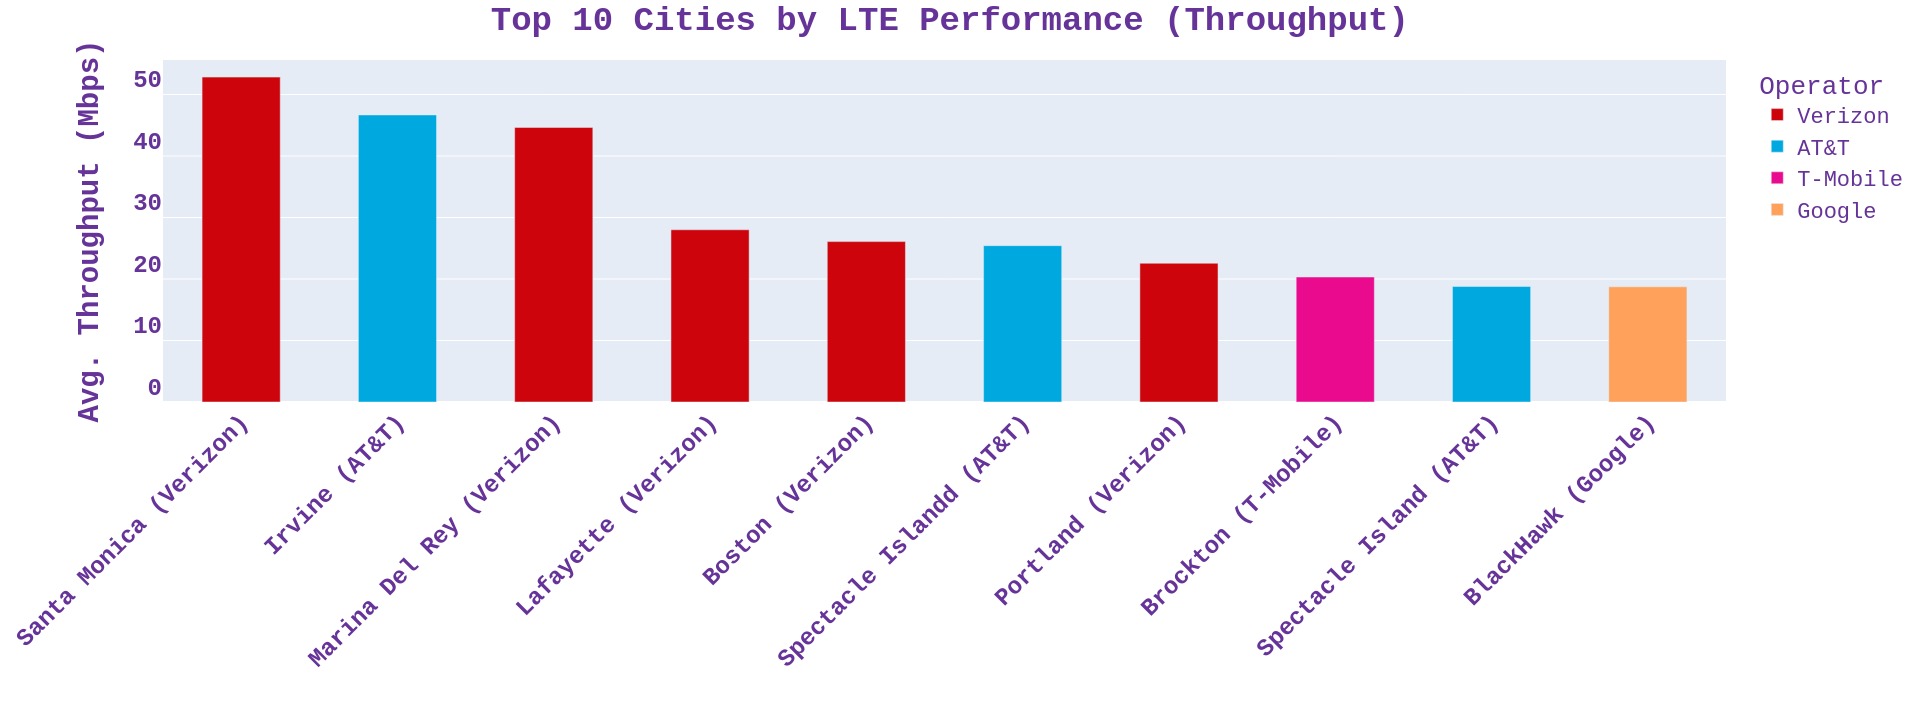 Top 10 Cities by LTE Performance (Throughput)
Avg. Throughput (Mbps)
50
40
30
20
10
0
Santa Monica (Verizon)
Irvine (AT&T)
Marina Del Rey (Verizon)
Lafayette (Verizon)
Boston (Verizon)
Spectacle Islandd (AT&T)
Portland (Verizon)
Brockton (T-Mobile)
Spectacle Island (AT&T)
BlackHawk (Google)
Operator
Verizon
AT&T
T-Mobile
Google